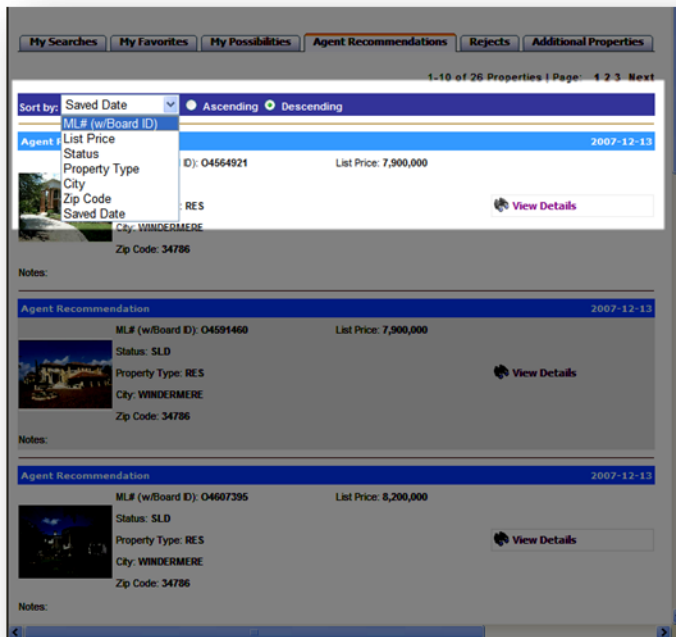 My Searches My Favorites My Possibilities Agent Recommendations Rejects Additional Properties
1-10 of 26 Properties | Page: 1 2 3 Next
Sort by: Saved Date Ascending Descending
ML# (w/Board ID)
List Price
Status
Property Type
City
Zip Code
Saved Date
Agent 2007-12-13
ID): O4564921 List Price: 7,900,000
: RES View Details
City: WINDERMERE
Zip Code: 34786
Notes:
Agent Recommendation 2007-12-13
ML# (w/Board ID): O4591460 List Price: 7,900,000
Status: SLD
Property Type: RES View Details
City: WINDERMERE
Zip Code: 34786
Notes:
Agent Recommendation 2007-12-13
ML# (w/Board ID): O4607395 List Price: 8,200,000
Status: SLD
Property Type: RES View Details
City: WINDERMERE
Zip Code: 34786
Notes: